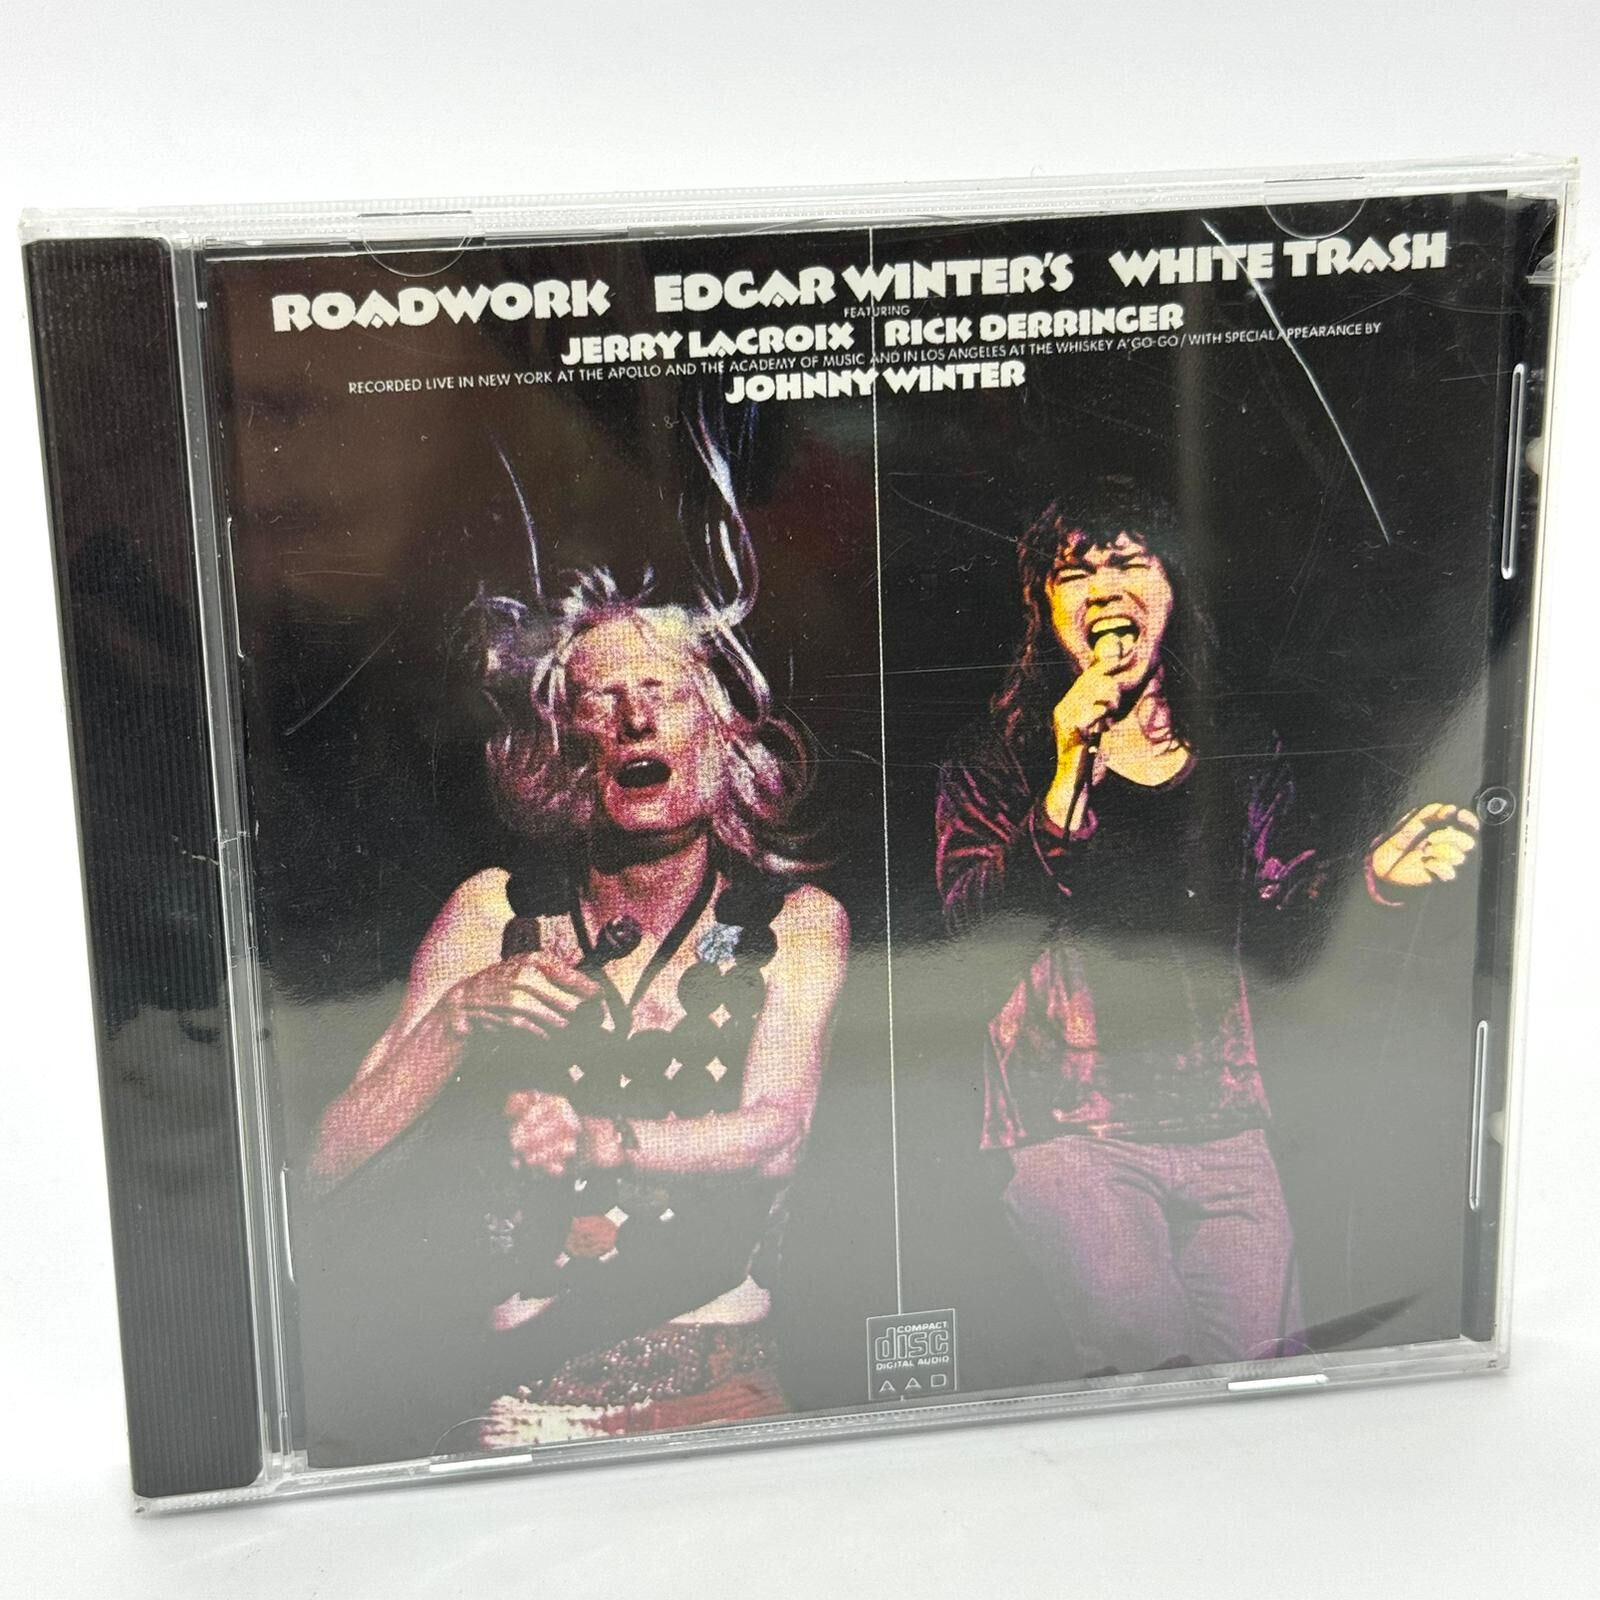 ROADWORK EDGAR WINTER'S WHITE TRASH
FEATURING
JERRY LACROIX RICK DERRINGER
RECORDED LIVE IN NEW YORK AT THE APOLLO AND THE ACADEMY OF MUSIC AND IN LOS ANGELES AT THE WHISKEY A'GO-GO / WITH SPECIAL APPEARANCE BY
JOHNNY WINTER
COMPACT
disc
DIGITAL AUDIO
AAD